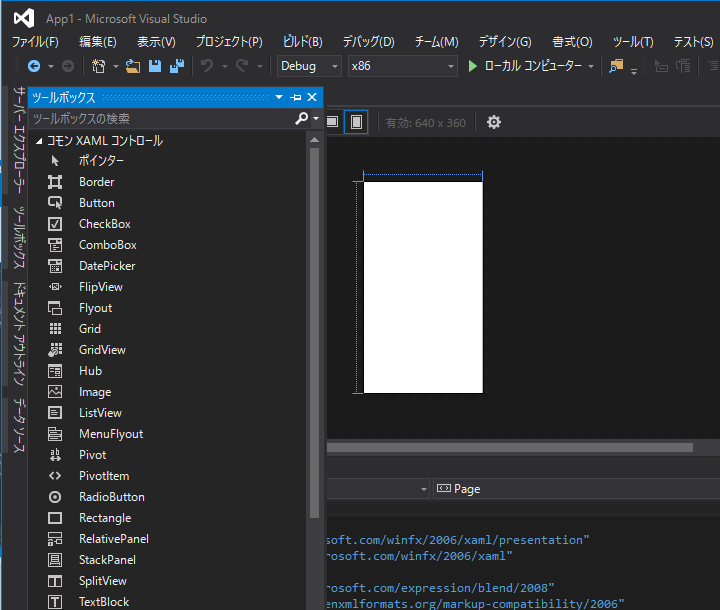 App1 - Microsoft Visual Studio
ファイル(F) 編集(E) 表示(V) プロジェクト(P) ビルド(B) デバッグ(D) チーム(M) デザイン(G) 書式(O) ツール(T) テスト(S)
Debug x86 ローカル コンピューター
サーバー エクスプローラー
ツールボックス
ドキュメント アウトライン
データ ソース
ツールボックス
ツールボックスの検索
有効: 640 x 360
コモン XAML コントロール
ポインター
Border
Button
CheckBox
ComboBox
DatePicker
FlipView
Flyout
Grid
GridView
Hub
Image
ListView
MenuFlyout
Pivot
PivotItem
RadioButton
Rectangle
RelativePanel
StackPanel
SplitView
TextBlock
Page
soft.com/winfx/2006/xaml/presentation"
rosoft.com/winfx/2006/xaml"
rosoft.com/expression/blend/2008"
enxmlformats.org/markup-compatibility/2006"